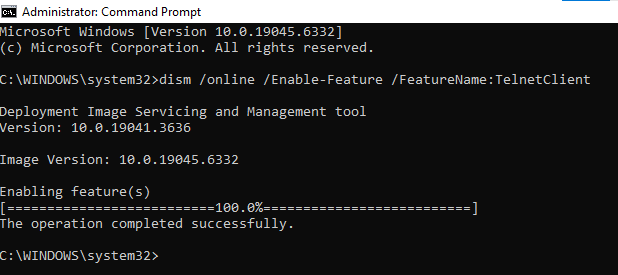 Administrator: Command Prompt
Microsoft Windows [Version 10.0.19045.6332]
(c) Microsoft Corporation. All rights reserved.
C:\WINDOWS\system32>dism /online /Enable-Feature /FeatureName:TelnetClient
Deployment Image Servicing and Management tool
Version: 10.0.19041.3636
Image Version: 10.0.19045.6332
Enabling feature(s)
[==========================100.0%==========================]
The operation completed successfully.
C:\WINDOWS\system32>